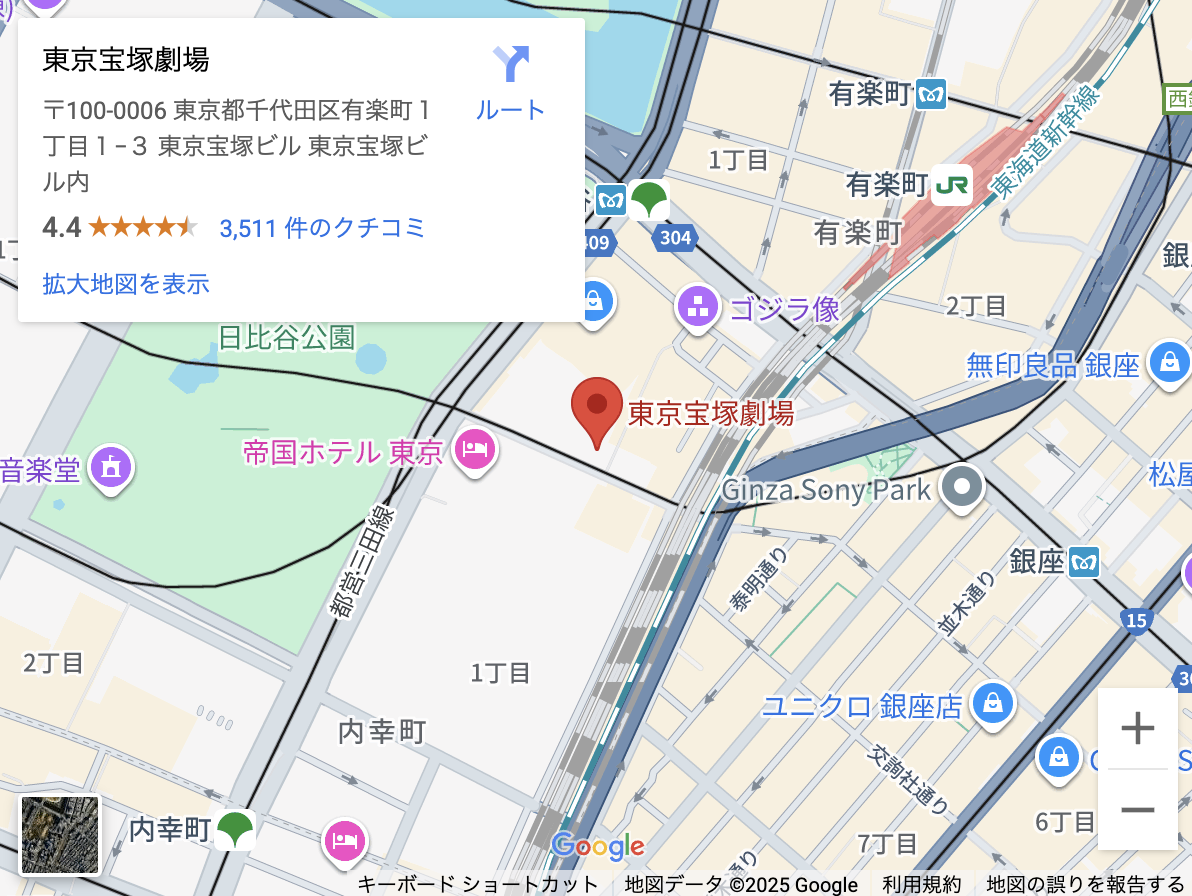 東京宝塚劇場
〒100-0006 東京都千代田区有楽町1
丁目1−3 東京宝塚ビル 東京宝塚ビ
ル内
4.4
3,511 件のクチコミ
拡大地図を表示
ルート
有楽町
1丁目
有楽町
JR
有楽町
東海道新幹線
西銀
409
304
銀座
ゴジラ像
2丁目
無印良品 銀座
日比谷公園
東京宝塚劇場
帝国ホテル 東京
音楽堂
Ginza Sony Park
松屋
都営三田線
泰明通り
並木通り
銀座
15
2丁目
1丁目
内幸町
ユニクロ 銀座店
交詢社通り
6丁目
7丁目
内幸町
Google
キーボード ショートカット
地図データ ©2025 Google
利用規約
地図の誤りを報告する